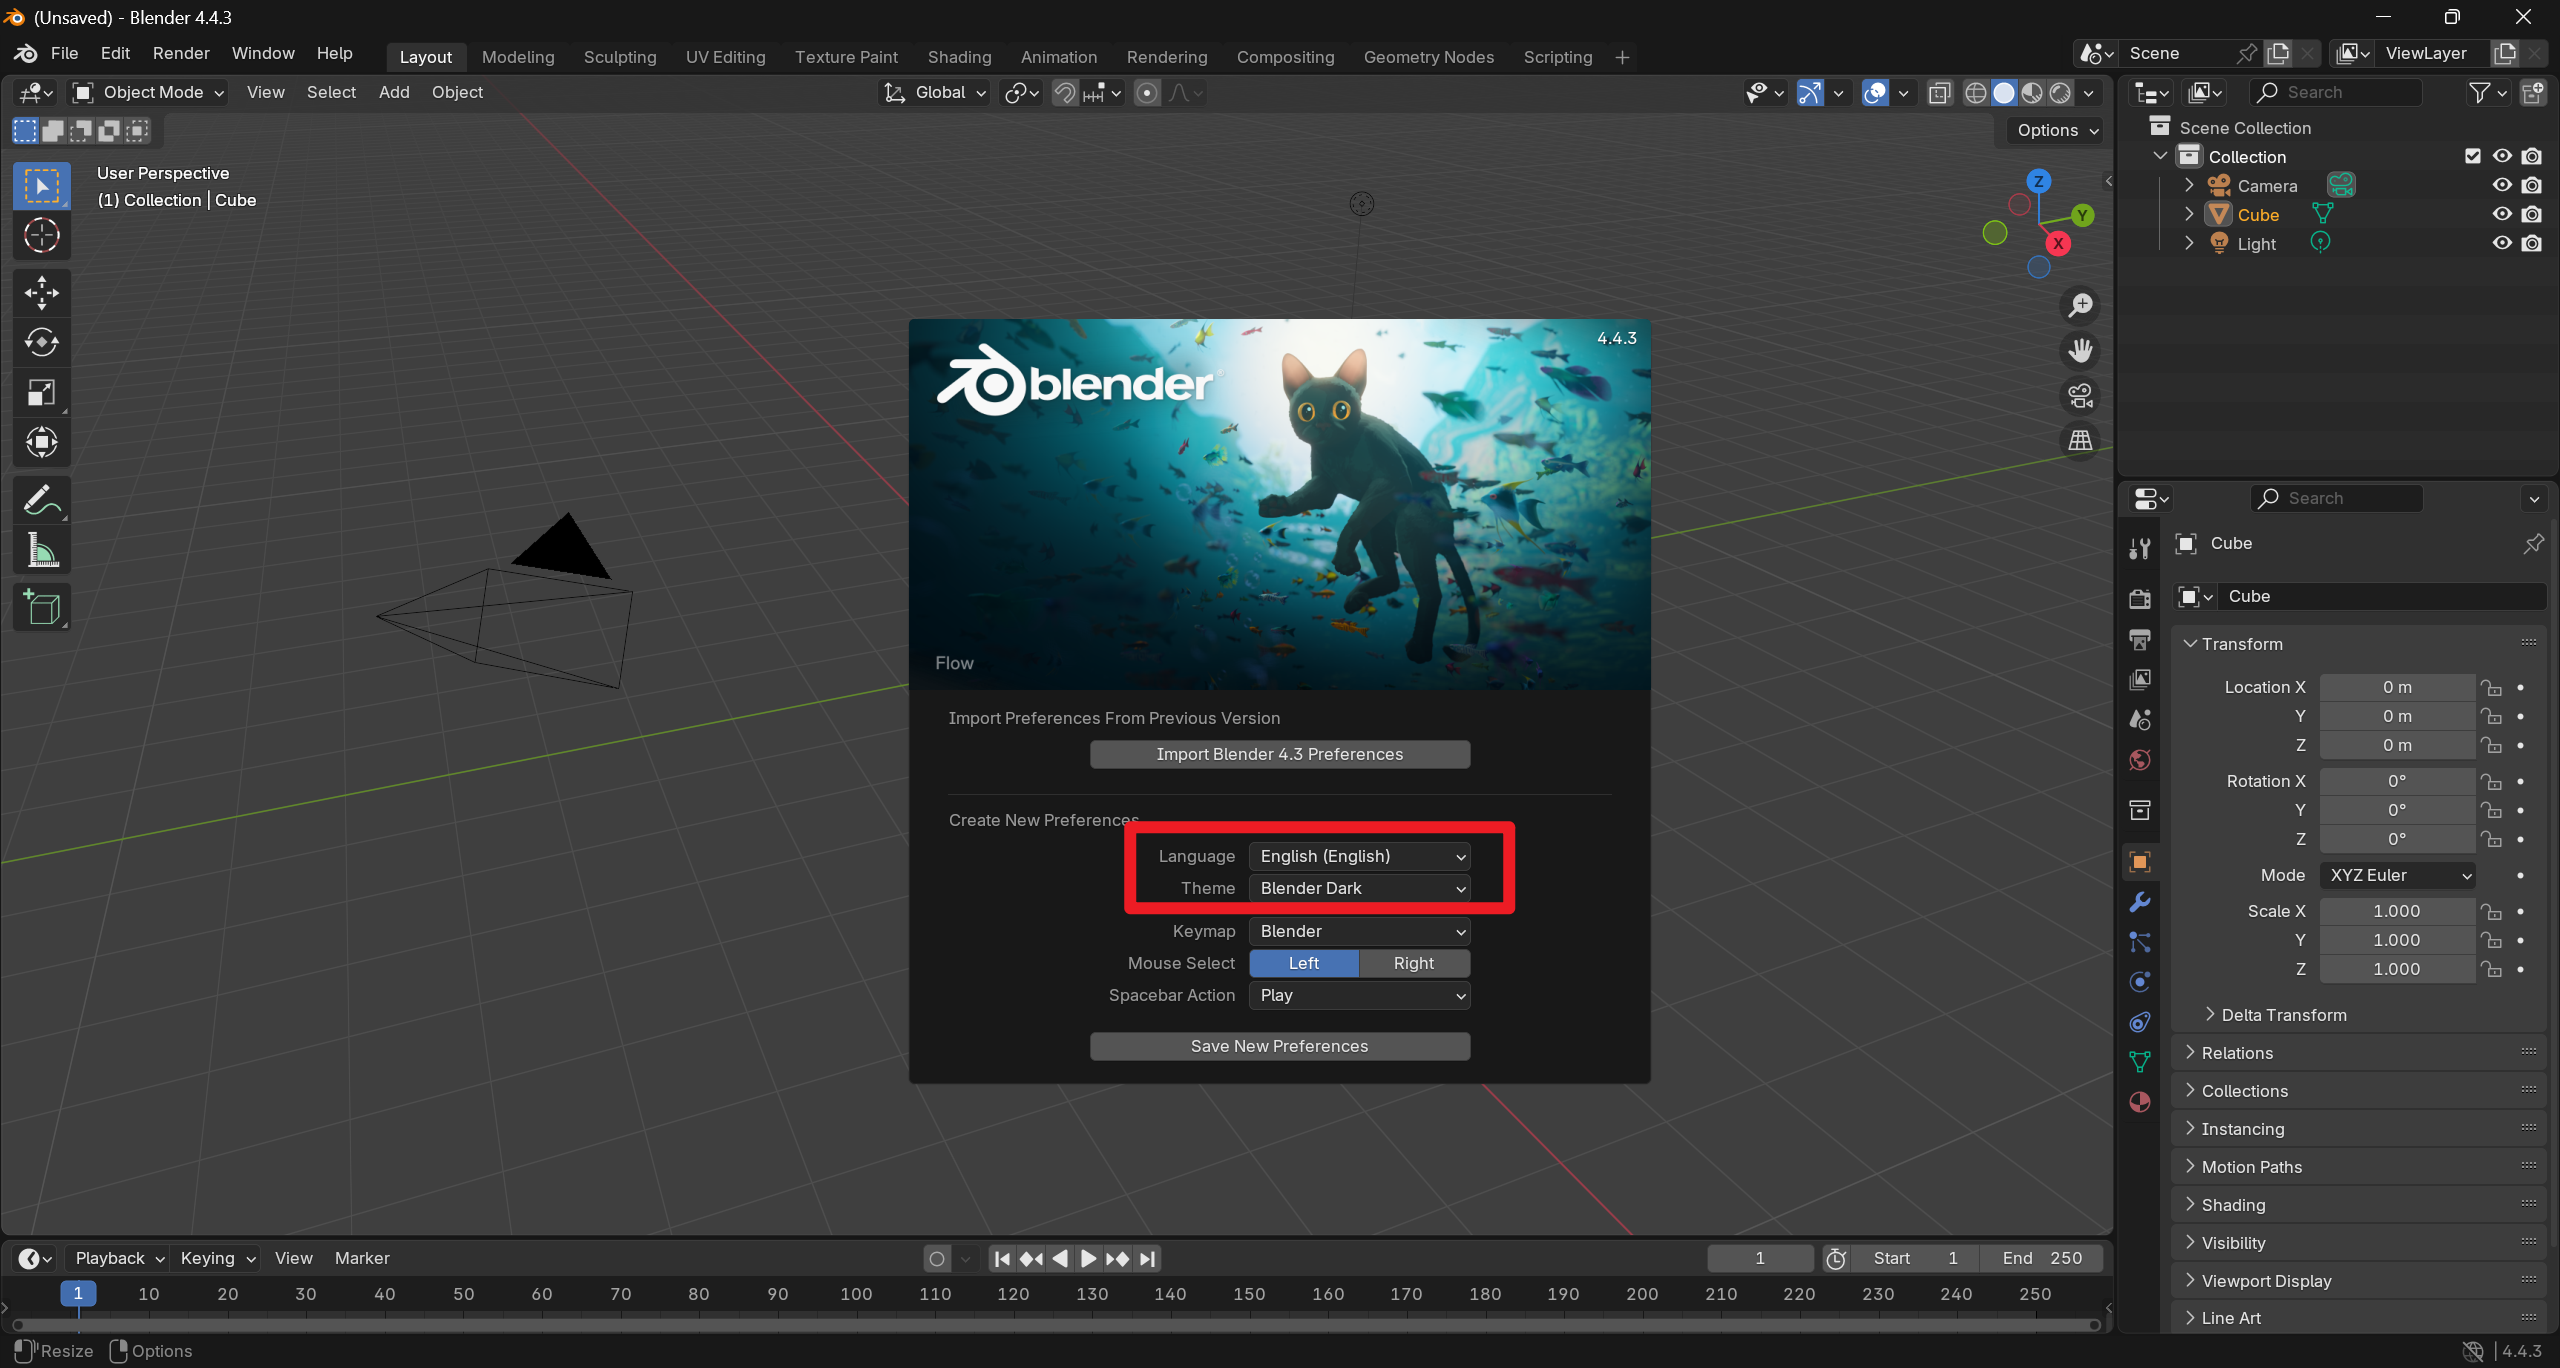 (Unsaved) - Blender 4.4.3
File Edit Render Window Help Layout Modeling Sculpting UV Editing Texture Paint Shading Animation Rendering Compositing Geometry Nodes Scripting Scene ViewLayer
Object Mode View Select Add Object Global Search
Options
User Perspective
(1) Collection | Cube
Z
Y
X
Scene Collection
Collection
Camera
Cube
Light
4.4.3
blender
Flow
Import Preferences From Previous Version
Import Blender 4.3 Preferences
Create New Preferences
Language English (English)
Theme Blender Dark
Keymap Blender
Mouse Select Left Right
Spacebar Action Play
Save New Preferences
Search
Cube
Cube
Transform
Location X 0 m
Y 0 m
Z 0 m
Rotation X 0°
Y 0°
Z 0°
Mode XYZ Euler
Scale X 1.000
Y 1.000
Z 1.000
Delta Transform
Relations
Collections
Instancing
Motion Paths
Shading
Visibility
Viewport Display
Line Art
Playback Keying View Marker 1 Start 1 End 250
1 10 20 30 40 50 60 70 80 90 100 110 120 130 140 150 160 170 180 190 200 210 220 230 240 250
Resize Options 4.4.3